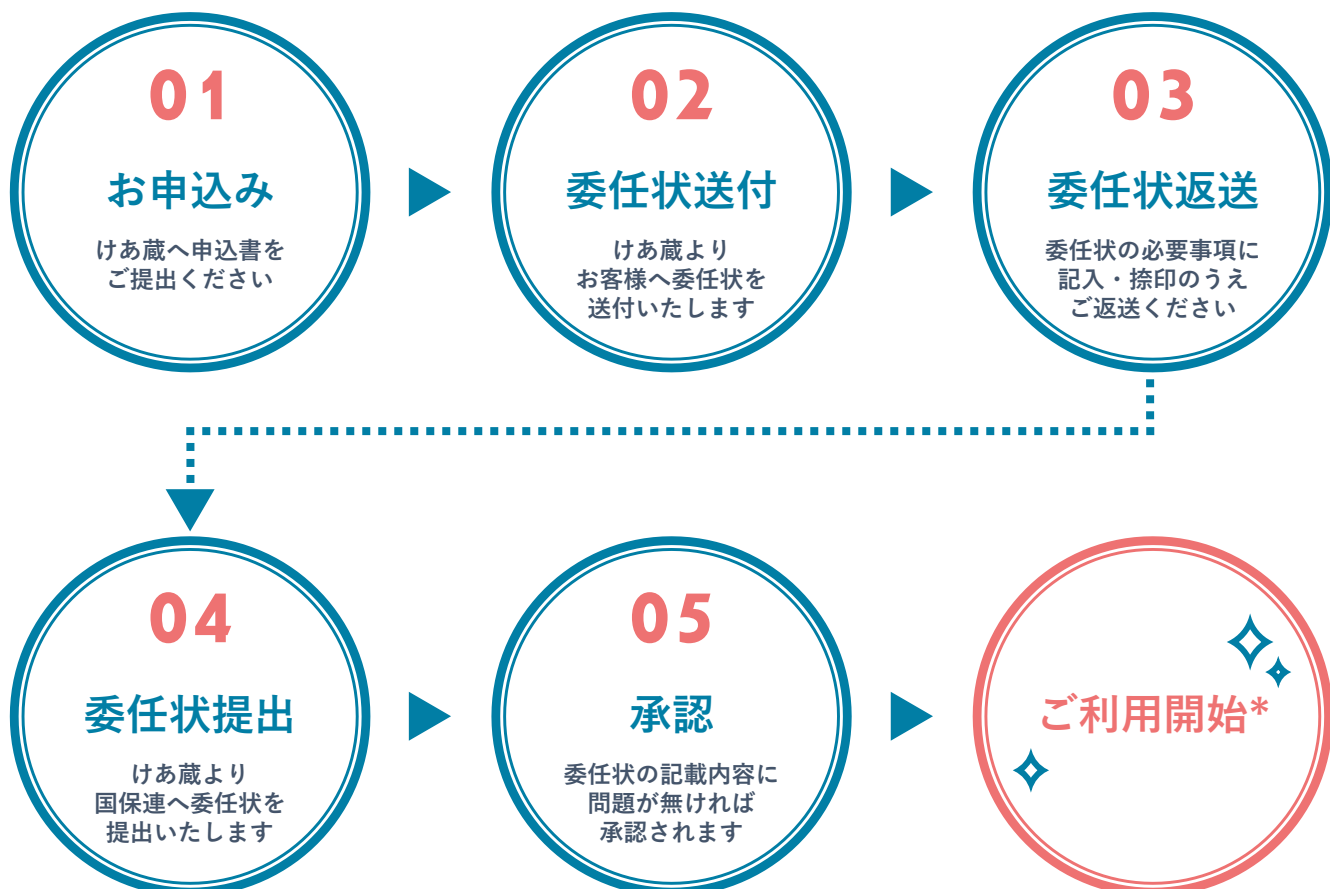 01
お申込み
けあ蔵へ申込書を
ご提出ください
02
委任状送付
けあ蔵より
お客様へ委任状を
送付いたします
03
委任状返送
委任状の必要事項に
記入・捺印のうえ
ご返送ください
04
委任状提出
けあ蔵より
国保連へ委任状を
提出いたします
05
承認
委任状の記載内容に
問題が無ければ
承認されます
ご利用開始*